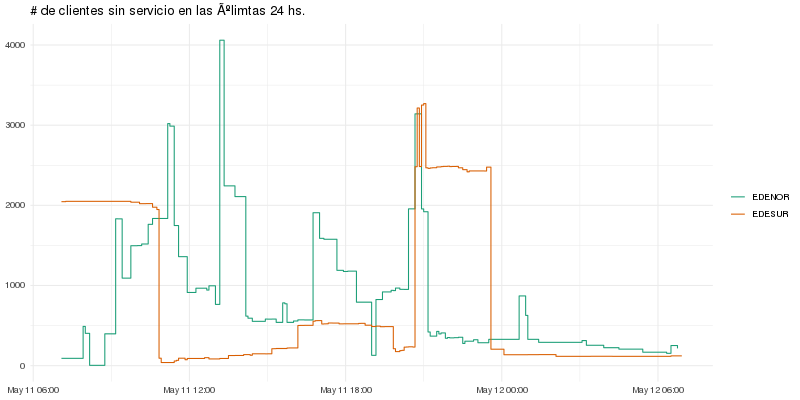 # de clientes sin servicio en las Ãºlimtas 24 hs.
4000
3000
2000
1000
0
EDENOR
EDESUR
May 11 06:00
May 11 12:00
May 11 18:00
May 12 00:00
May 12 06:00